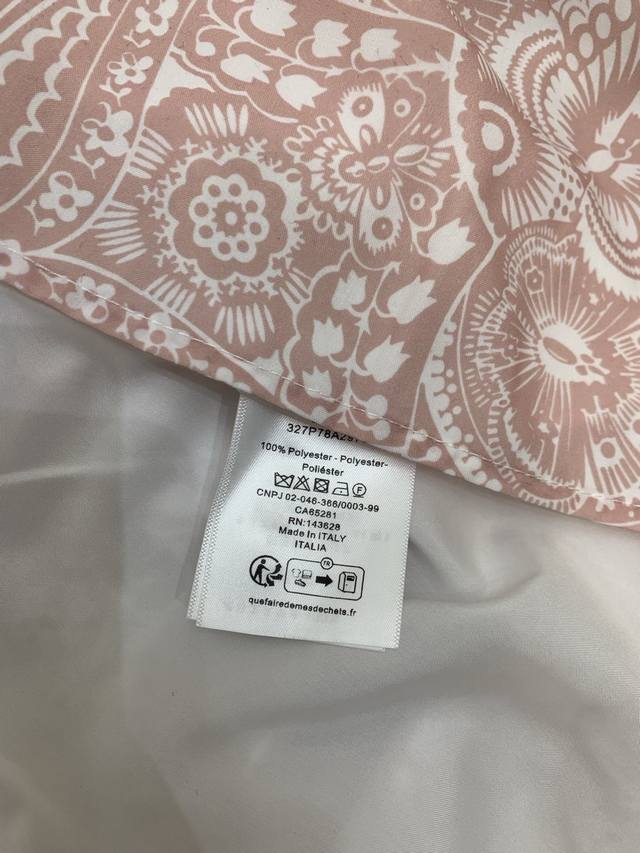 100% Polyester - Polyester-
Poliéster
CNPJ 02-046-366/0003-99
CA65281
RN:143628
Made In ITALY
ITALIA
FR
quefairedemesdechets.fr